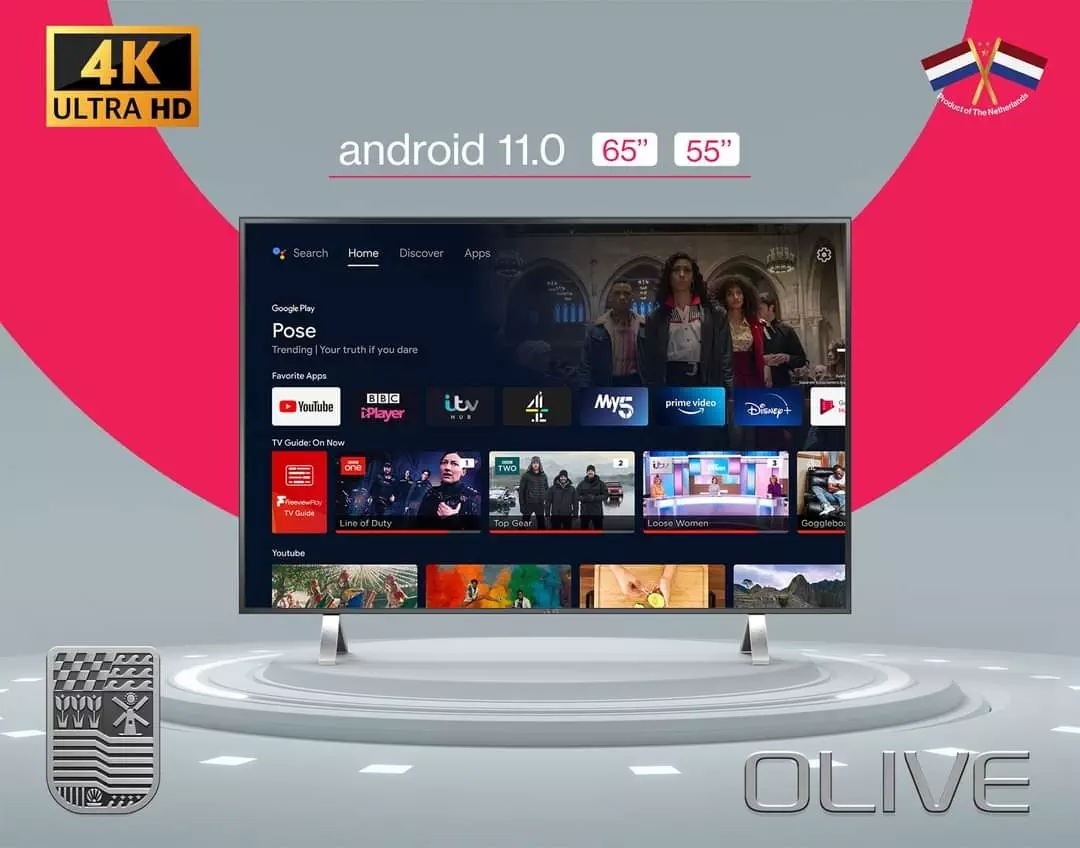 4K
ULTRA HD
Product of The Netherlands
android 11.0 65” 55”
Search Home Discover Apps
Google Play
Pose
Trending | Your truth if you dare
Favorite Apps
YouTube
BBC
iPLAYER
itv
HUB
4
My5
prime video
Disney+
TV Guide: On Now
FreeviewPlay
TV Guide
BBC
one
1
Line of Duty
BBC
TWO
2
Top Gear
itv
3
Loose Women
Gogglebo
Youtube
OLIVE